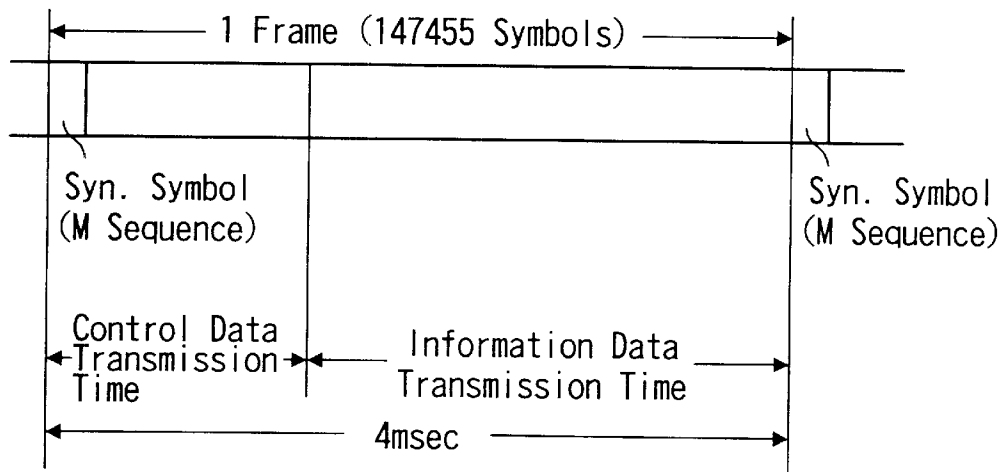 1 Frame (147455 Symbols)
Syn. Symbol
(M Sequence)
Syn. Symbol
(M Sequence)
Control Data
Transmission
Time
Information Data
Transmission Time
4msec